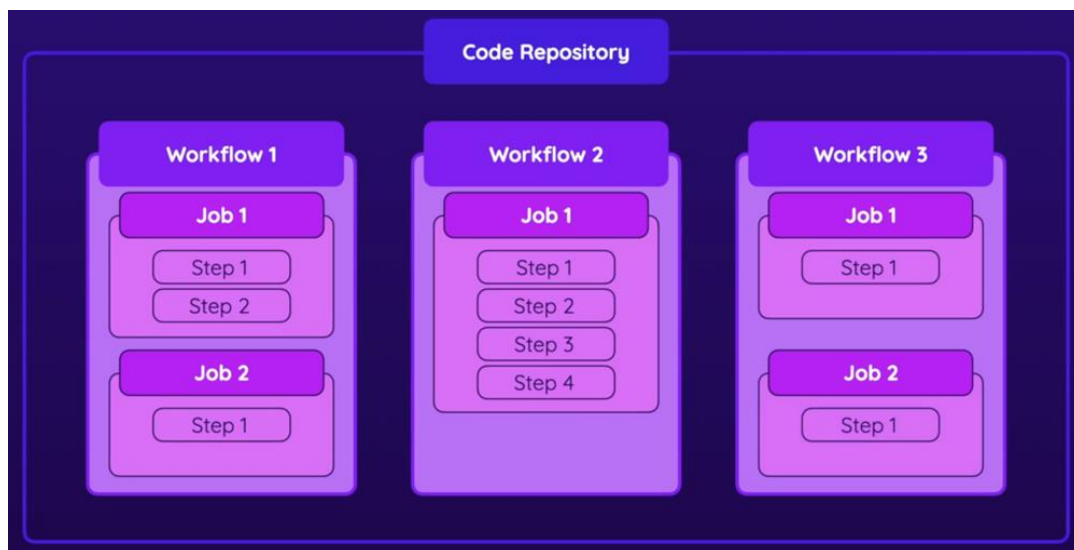 Code Repository
Workflow 1
Job 1
Step 1
Step 2
Job 2
Step 1
Workflow 2
Job 1
Step 1
Step 2
Step 3
Step 4
Workflow 3
Job 1
Step 1
Job 2
Step 1